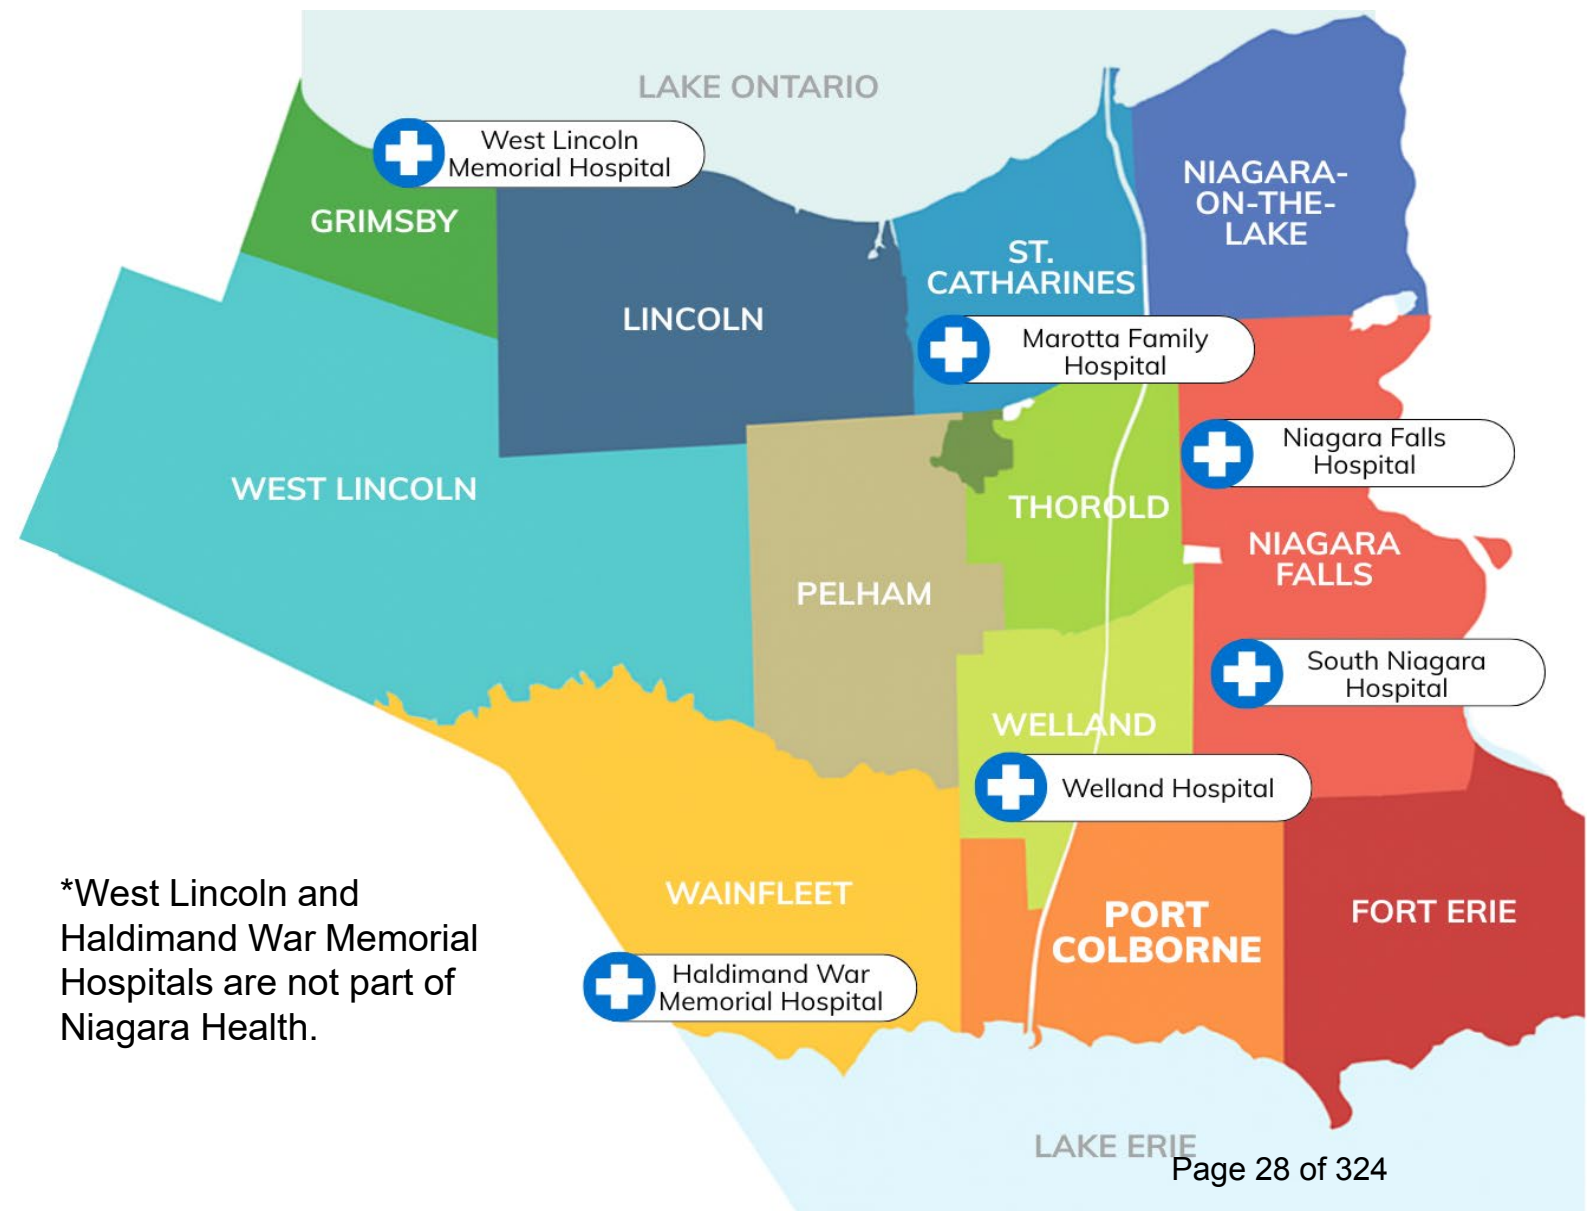 LAKE ONTARIO
West Lincoln
Memorial Hospital
GRIMSBY
NIAGARA-
ON-THE-
LAKE
ST.
CATHARINES
LINCOLN
Marotta Family
Hospital
Niagara Falls
Hospital
WEST LINCOLN
THOROLD
NIAGARA
FALLS
PELHAM
South Niagara
Hospital
WELLAND
Welland Hospital
WAINFLEET
PORT
COLBORNE
FORT ERIE
*West Lincoln and
Haldimand War Memorial
Hospitals are not part of
Niagara Health.
Haldimand War
Memorial Hospital
LAKE ERIE
Page 28 of 324